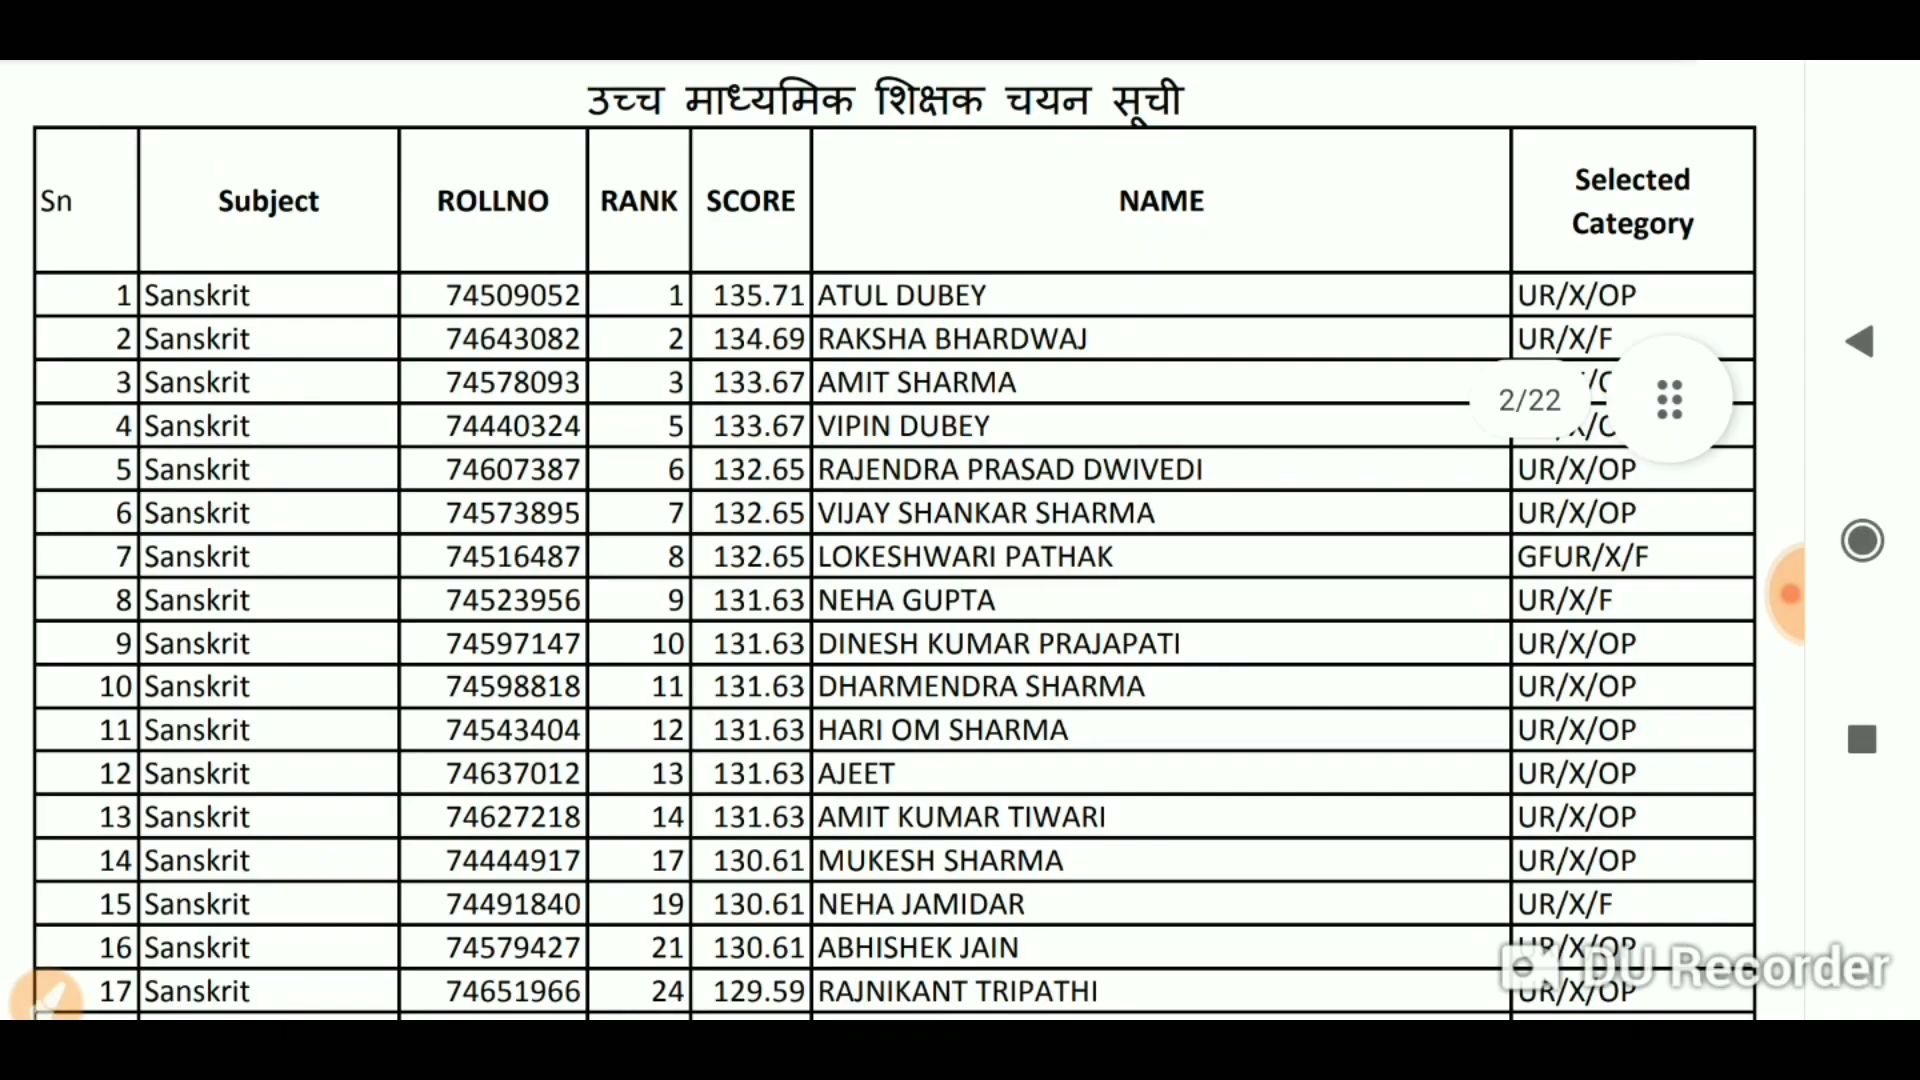 उच्च माध्यमिक शिक्षक चयन सूची
Sn Subject ROLLNO RANK SCORE NAME Selected Category
1 Sanskrit 74509052 1 135.71 ATUL DUBEY UR/X/OP
2 Sanskrit 74643082 2 134.69 RAKSHA BHARDWAJ UR/X/F
3 Sanskrit 74578093 3 133.67 AMIT SHARMA
2/22
4 Sanskrit 74440324 5 133.67 VIPIN DUBEY
5 Sanskrit 74607387 6 132.65 RAJENDRA PRASAD DWIVEDI UR/X/OP
6 Sanskrit 74573895 7 132.65 VIJAY SHANKAR SHARMA UR/X/OP
7 Sanskrit 74516487 8 132.65 LOKESHWARI PATHAK GFUR/X/F
8 Sanskrit 74523956 9 131.63 NEHA GUPTA UR/X/F
9 Sanskrit 74597147 10 131.63 DINESH KUMAR PRAJAPATI UR/X/OP
10 Sanskrit 74598818 11 131.63 DHARMENDRA SHARMA UR/X/OP
11 Sanskrit 74543404 12 131.63 HARI OM SHARMA UR/X/OP
12 Sanskrit 74637012 13 131.63 AJEET UR/X/OP
13 Sanskrit 74627218 14 131.63 AMIT KUMAR TIWARI UR/X/OP
14 Sanskrit 74444917 17 130.61 MUKESH SHARMA UR/X/OP
15 Sanskrit 74491840 19 130.61 NEHA JAMIDAR UR/X/F
16 Sanskrit 74579427 21 130.61 ABHISHEK JAIN UR/X/OP
DU Recorder
17 Sanskrit 74651966 24 129.59 RAJNIKANT TRIPATHI UR/X/OP